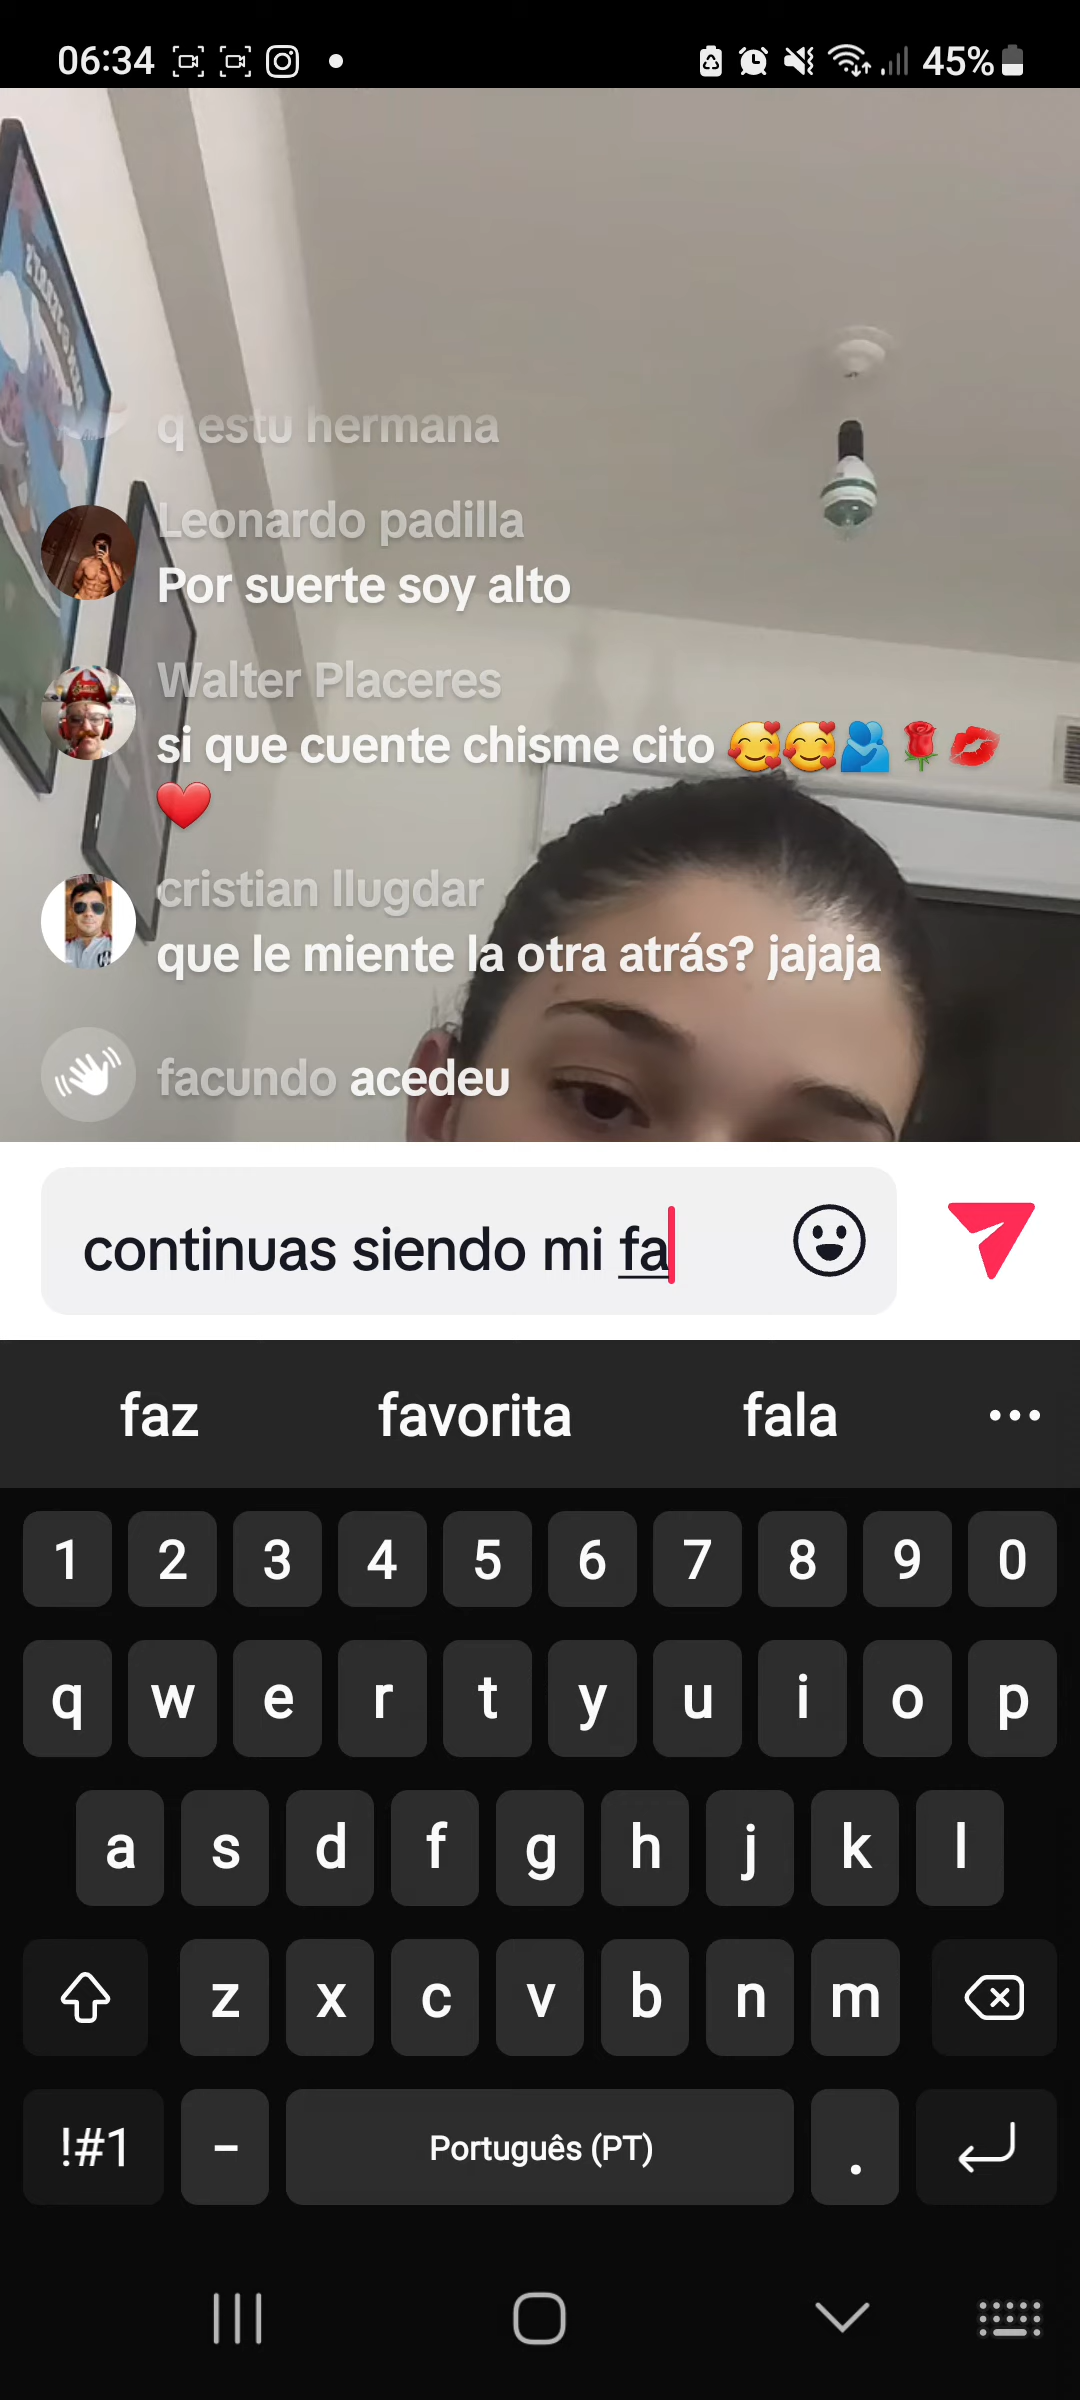 06:34
45%
q estu hermana
Leonardo padilla
Por suerte soy alto
Walter Placeres
si que cuente chisme cito 🥰🥰🫂🌹💋
❤️
cristian llugdar
que le miente la otra atrás? jajaja
facundo acedeu
continuas siendo mi fa
faz favorita fala
1 2 3 4 5 6 7 8 9 0
q w e r t y u i o p
a s d f g h j k l
z x c v b n m
!#1 - Português (PT) .